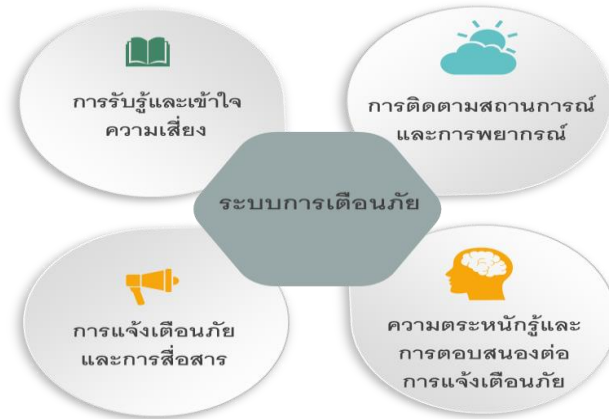 การรับรู้และเข้าใจ
ความเสี่ยง
การติดตามสถานการณ์
และการพยากรณ์
ระบบการเตือนภัย
การแจ้งเตือนภัย
และการสื่อสาร
ความตระหนักรู้และ
การตอบสนองต่อ
การแจ้งเตือนภัย